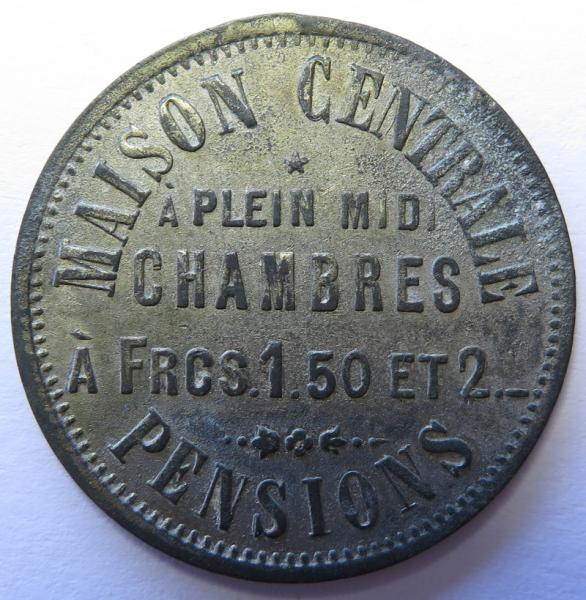 MAISON CENTRALE
À PLEIN MIDI
CHAMBRES
À FRCS. 1.50 ET 2._
PENSIONS